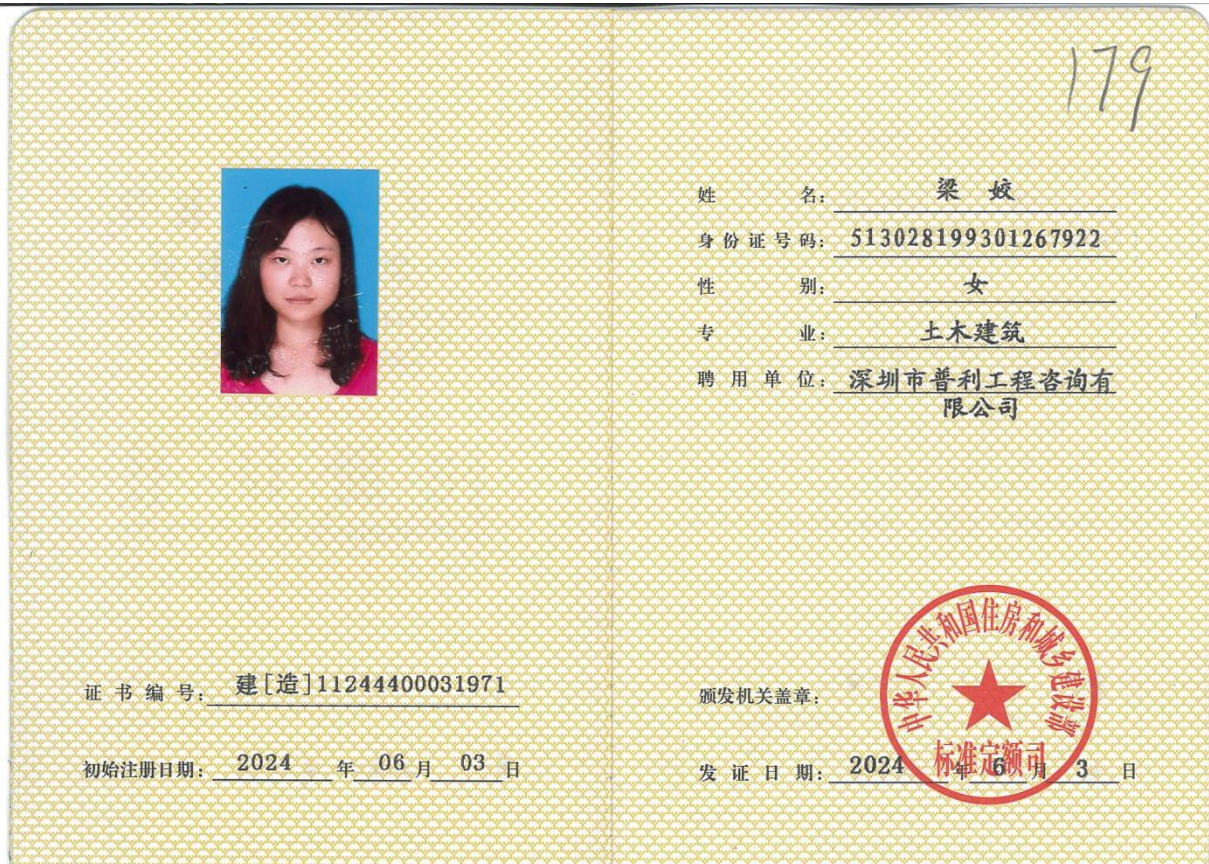 179
姓名：梁姣
身份证号码：513028199301267922
性别：女
专业：土木建筑
聘用单位：深圳市普利工程咨询有
限公司
证书编号：建[造]11244400031971
初始注册日期：2024年06月03日
颁发机关盖章：
中华人民共和国住房和城乡建设部
标准定额司
发证日期：2024年6月3日